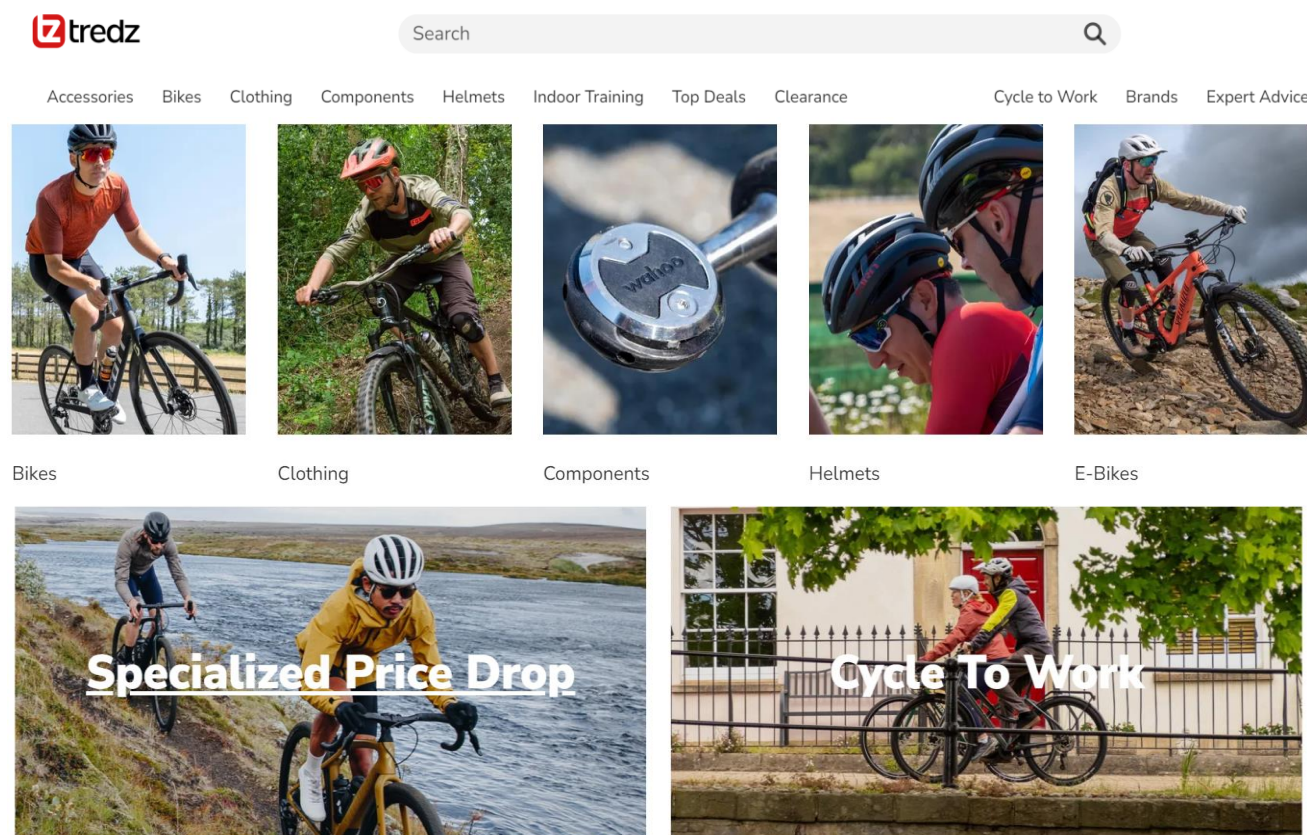 tredz
Search
Accessories Bikes Clothing Components Helmets Indoor Training Top Deals Clearance Cycle to Work Brands Expert Advice
wahoo
Bikes Clothing Components Helmets E-Bikes
Specialized Price Drop
Cycle To Work